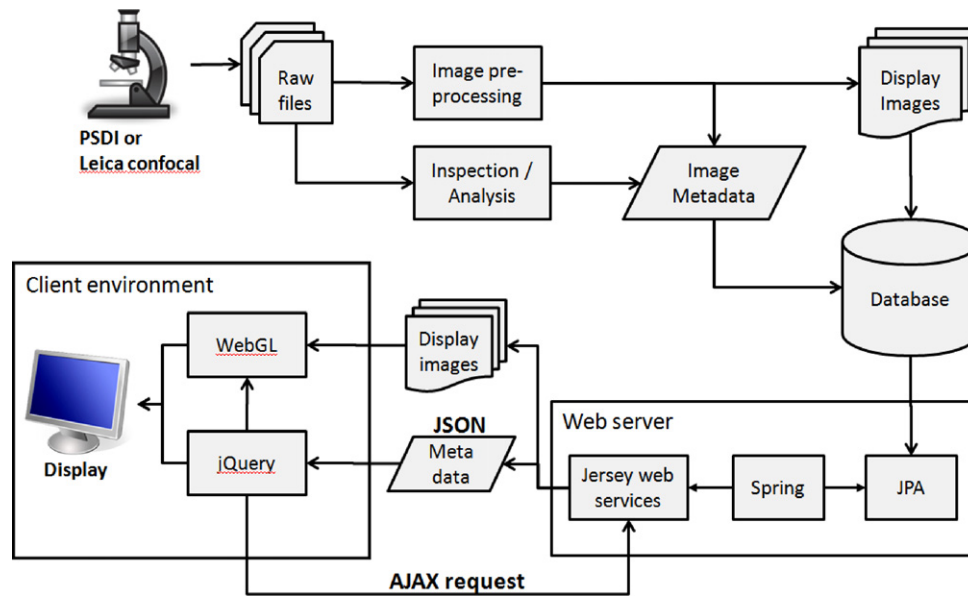 PSDI or
Leica confocal
Raw
files
Image pre-
processing
Display
Images
Inspection /
Analysis
Image
Metadata
Database
Client environment
WebGL
jQuery
Display
Display
images
JSON
Meta
data
Web server
Jersey web
services
Spring
JPA
AJAX request